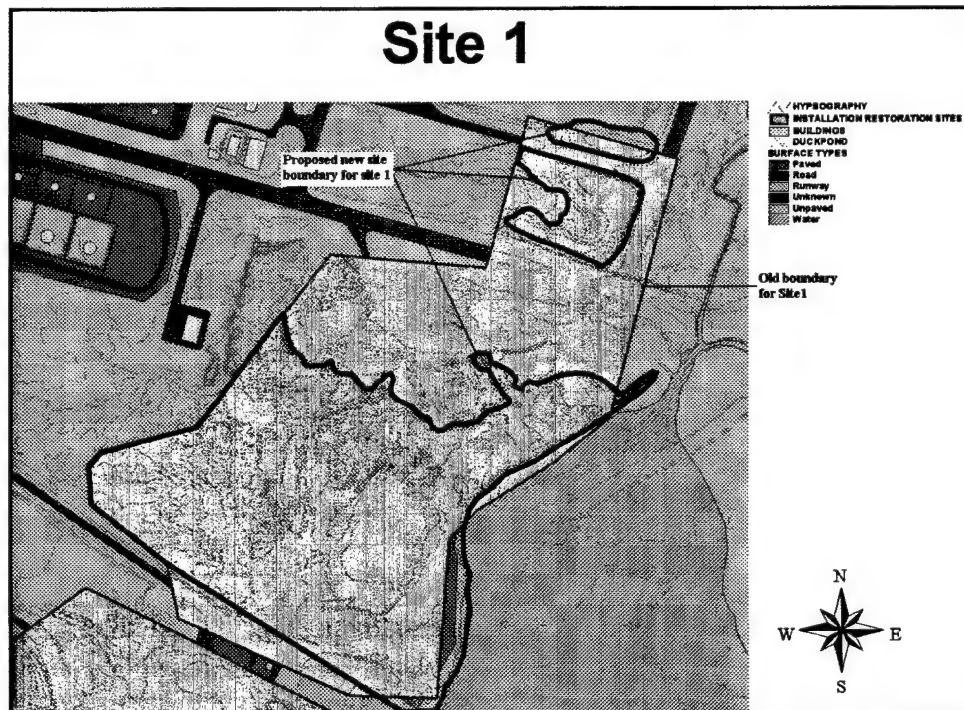 Site 1
HYPSOGRAPHY
INSTALLATION RESTORATION SITES
BUILDINGS
DUCKPOND
SURFACE TYPES
Paved
Road
Runway
Unknown
Unpaved
Water
Proposed new site
boundary for site 1
Old boundary
for Site1
N
W E
S